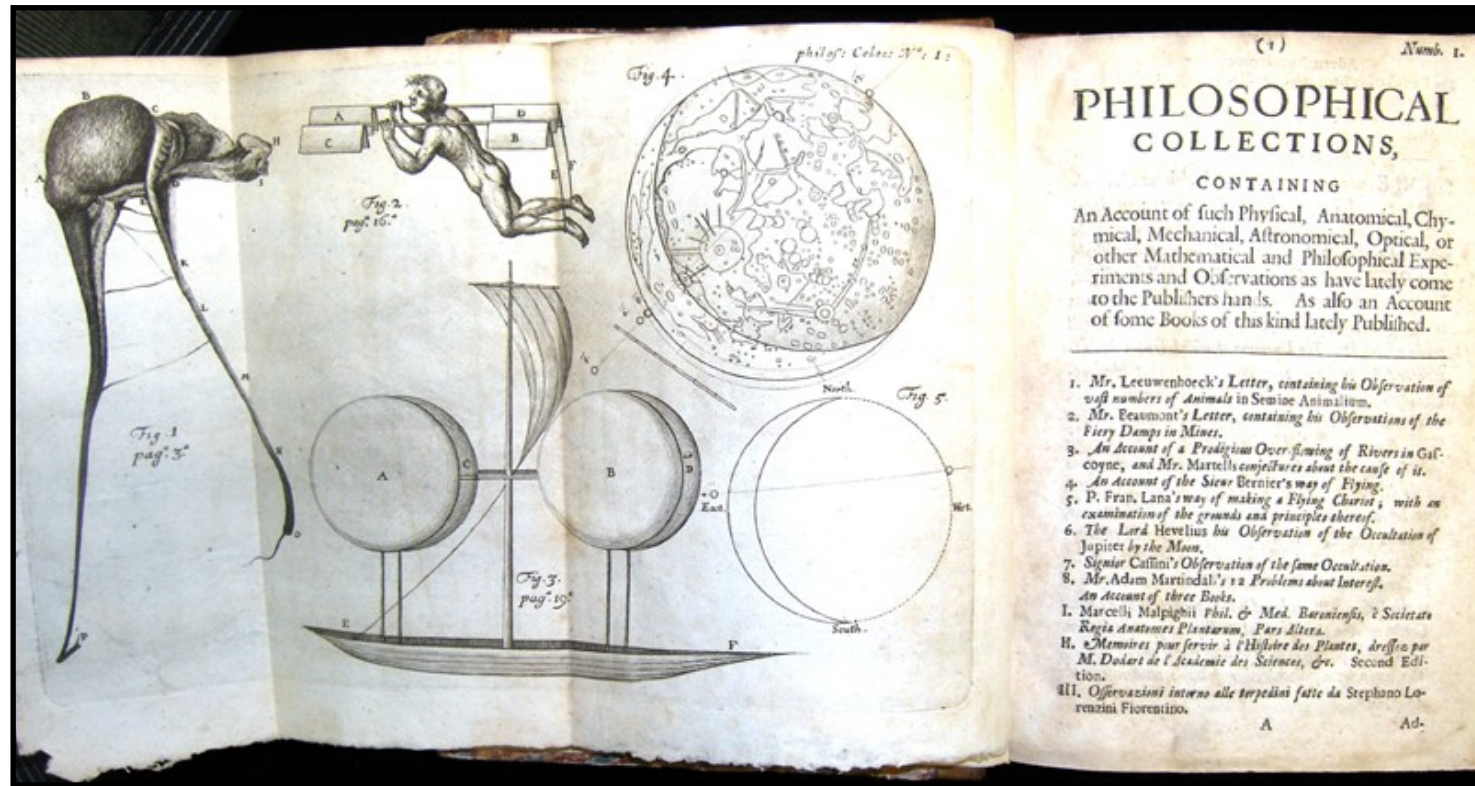 philos: Colec: Nº: 1:
B
C
H
I
A
D
K
L
M
N
O
P
Fig. 1
pag: 3ª
A
D
C
B
F
E
Fig. 2
pag: 16ª
Fig. 4.
North.
A
C
B
D
E
F
Fig. 3.
pag: 19ª
Fig. 5.
East.
West.
South.
(1)
Numb. 1.
PHILOSOPHICAL
COLLECTIONS,
CONTAINING
An Account of ſuch Phyſical, Anatomical, Chy-
mical, Mechanical, Aſtronomical, Optical, or
other Mathematical and Philoſophical Expe-
riments and Obſervations as have lately come
to the Publiſhers hands. As alſo an Account
of ſome Books of this kind lately Publiſhed.
1. Mr. Leeuwenhoeck's Letter, containing his Obſervation of
vaſt numbers of Animals in Semine Animalium.
2. Mr. Beaumont's Letter, containing his Obſervations of the
Fiery Damps in Mines.
3. An Account of a Prodigious Over-flowing of Rivers in Gaſ-
coyne, and Mr. Martells conjectures about the cauſe of it.
4. An Account of the Sieur Bernier's way of Flying.
5. P. Fran. Lana's way of making a Flying Chariot; with an
examination of the grounds and principles thereof.
6. The Lord Hevelius his Obſervation of the Occultation of
Jupiter by the Moon.
7. Signior Caſſini's Obſervation of the ſame Occultation.
8. Mr. Adam Martindall's 12 Problems about Intereſt.
An Account of three Books.
I. Marcelli Malpighii Phil. & Med. Bononienſis, è Societate
Regia Anatomes Plantarum, Pars Altera.
II. Memoires pour ſervir à l'Hiſtoire des Plantes, dreſſez par
M. Dodart de l'Academie des Sciences, &c. Second Edi-
tion.
III. Oſſervazioni intorno alle torpedini fatte da Stephano Lo-
renzini Fiorentino.
A
Ad-